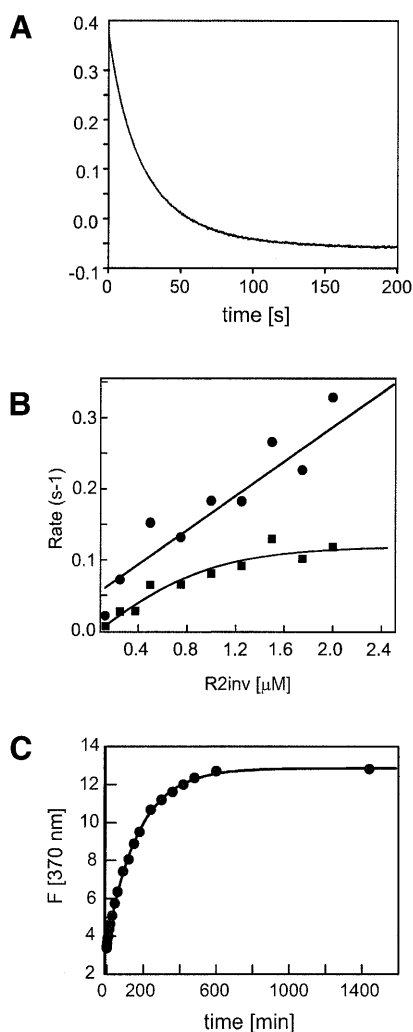 A
0.4
0.3
0.2
0.1
0.0
-0.1
0 50 100 150 200
time [s]
B
Rate (s-1)
0.3
0.2
0.1
0.0
0.4 0.8 1.2 1.6 2.0 2.4
R2inv [µM]
C
F [370 nm]
14
12
10
8
6
4
2
0 200 600 1000 1400
time [min]